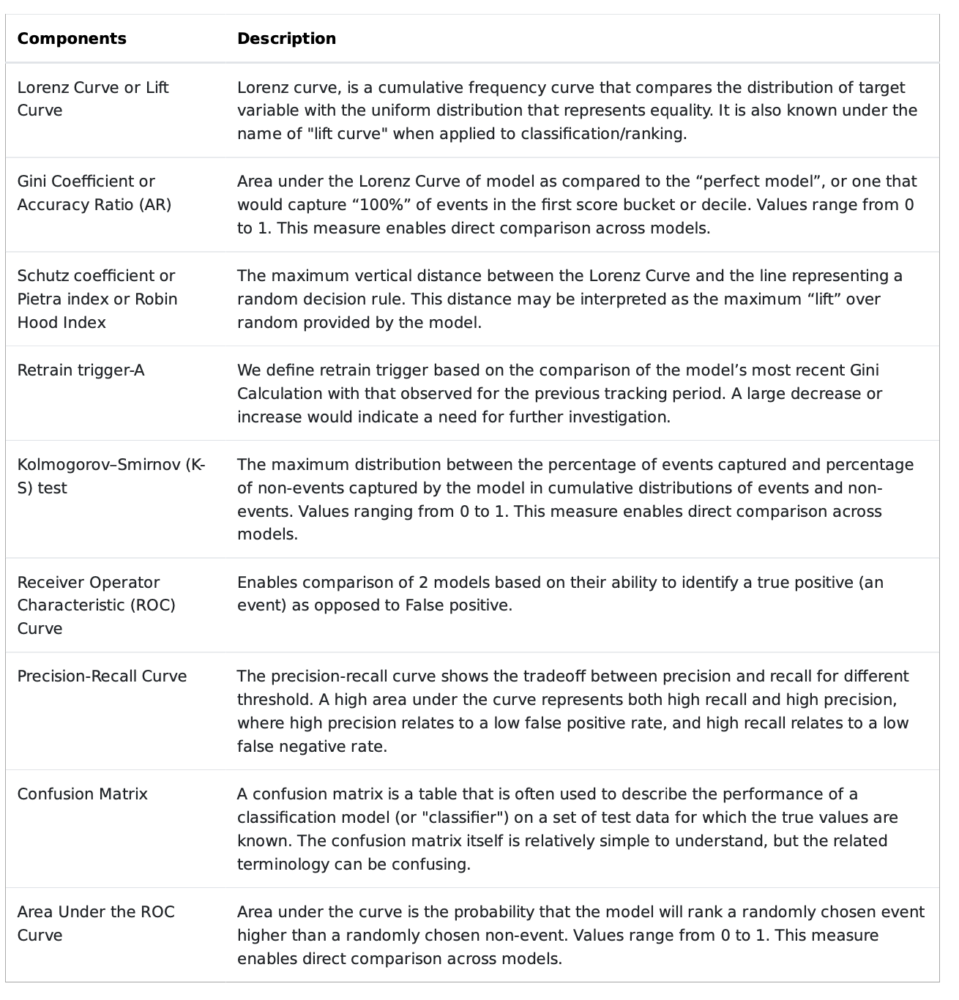 Components
Description
Lorenz Curve or Lift
Curve
Lorenz curve, is a cumulative frequency curve that compares the distribution of target
variable with the uniform distribution that represents equality. It is also known under the
name of "lift curve" when applied to classification/ranking.
Gini Coefficient or
Accuracy Ratio (AR)
Area under the Lorenz Curve of model as compared to the “perfect model”, or one that
would capture “100%” of events in the first score bucket or decile. Values range from 0
to 1. This measure enables direct comparison across models.
Schutz coefficient or
Pietra index or Robin
Hood Index
The maximum vertical distance between the Lorenz Curve and the line representing a
random decision rule. This distance may be interpreted as the maximum “lift” over
random provided by the model.
Retrain trigger-A
We define retrain trigger based on the comparison of the model’s most recent Gini
Calculation with that observed for the previous tracking period. A large decrease or
increase would indicate a need for further investigation.
Kolmogorov–Smirnov (K-
S) test
The maximum distribution between the percentage of events captured and percentage
of non-events captured by the model in cumulative distributions of events and non-
events. Values ranging from 0 to 1. This measure enables direct comparison across
models.
Receiver Operator
Characteristic (ROC)
Curve
Enables comparison of 2 models based on their ability to identify a true positive (an
event) as opposed to False positive.
Precision-Recall Curve
The precision-recall curve shows the tradeoff between precision and recall for different
threshold. A high area under the curve represents both high recall and high precision,
where high precision relates to a low false positive rate, and high recall relates to a low
false negative rate.
Confusion Matrix
A confusion matrix is a table that is often used to describe the performance of a
classification model (or "classifier") on a set of test data for which the true values are
known. The confusion matrix itself is relatively simple to understand, but the related
terminology can be confusing.
Area Under the ROC
Curve
Area under the curve is the probability that the model will rank a randomly chosen event
higher than a randomly chosen non-event. Values range from 0 to 1. This measure
enables direct comparison across models.